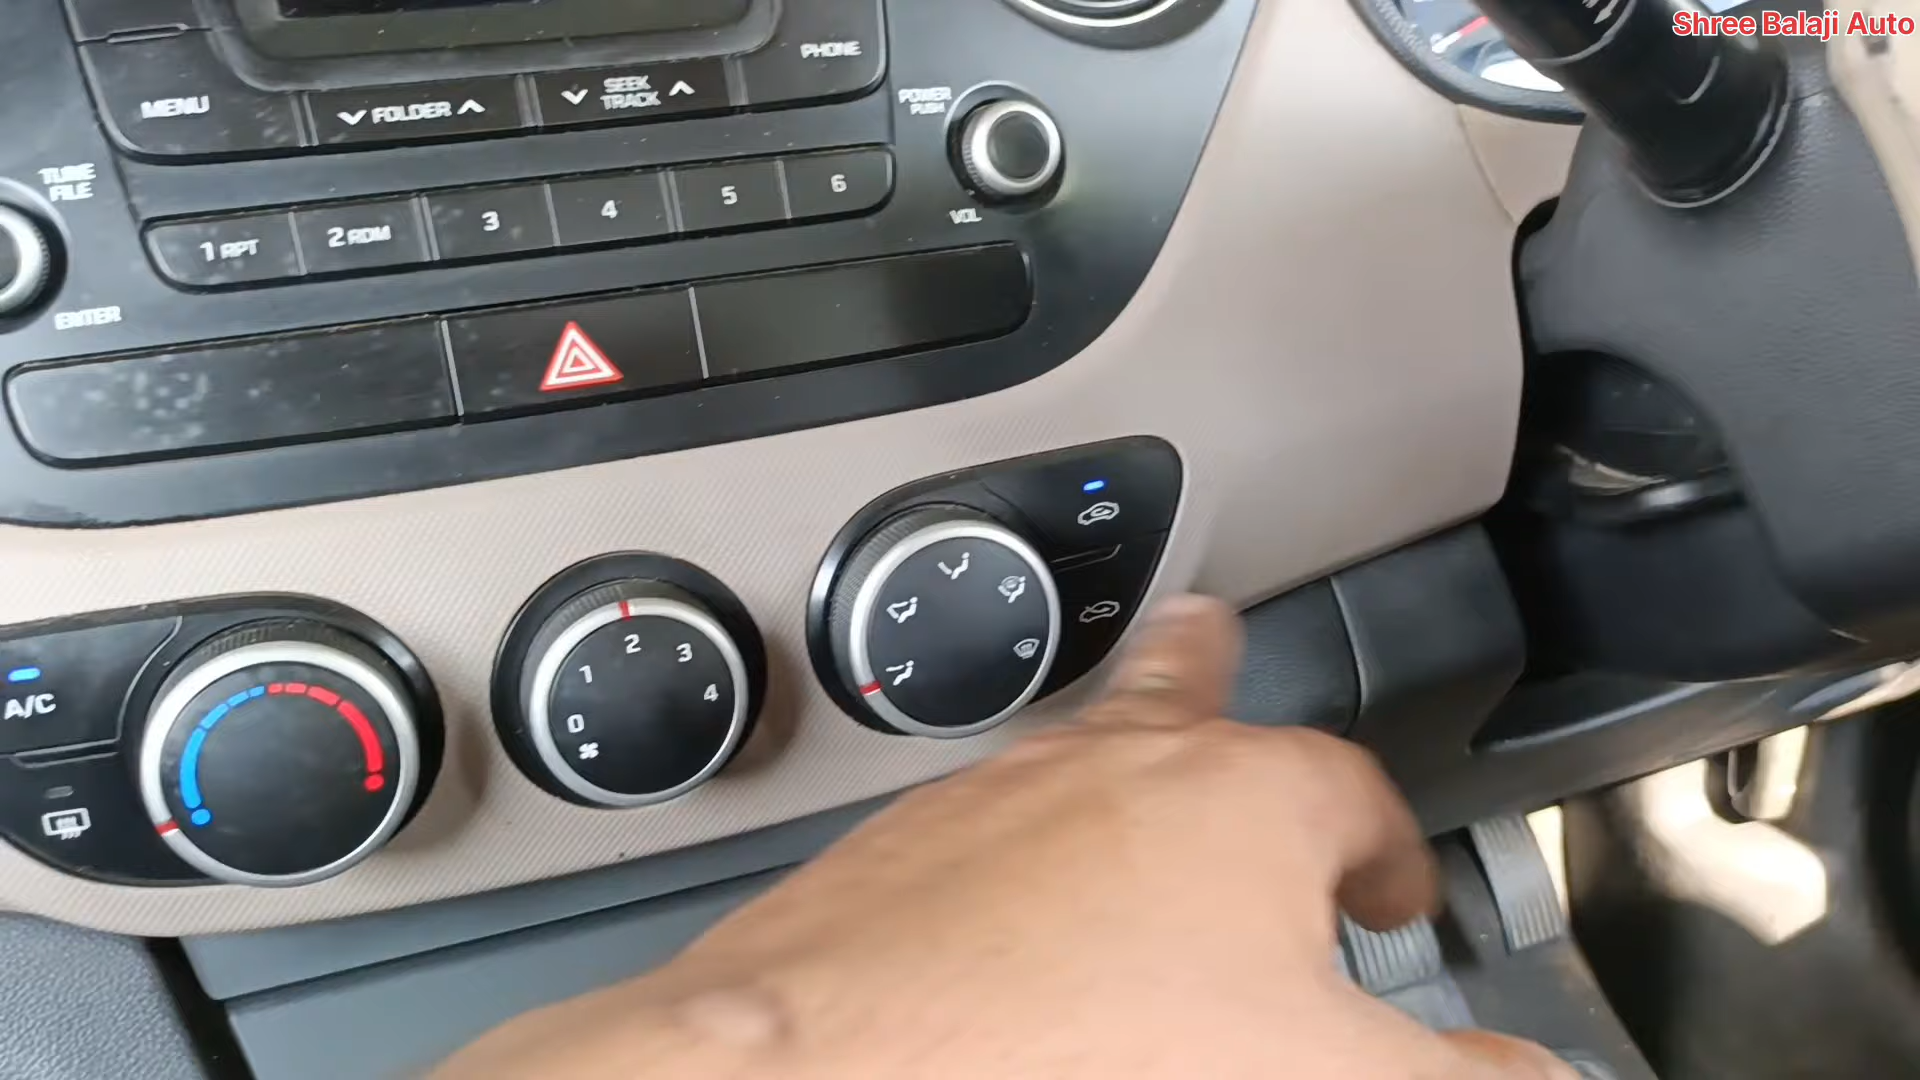 Shree Balaji Auto
PHONE
MENU
FOLDER
SEEK
TRACK
POWER
PUSH
TUNE
FILE
1 RPT
2 RDM
3
4
5
6
VOL
ENTER
A/C
0
1
2
3
4